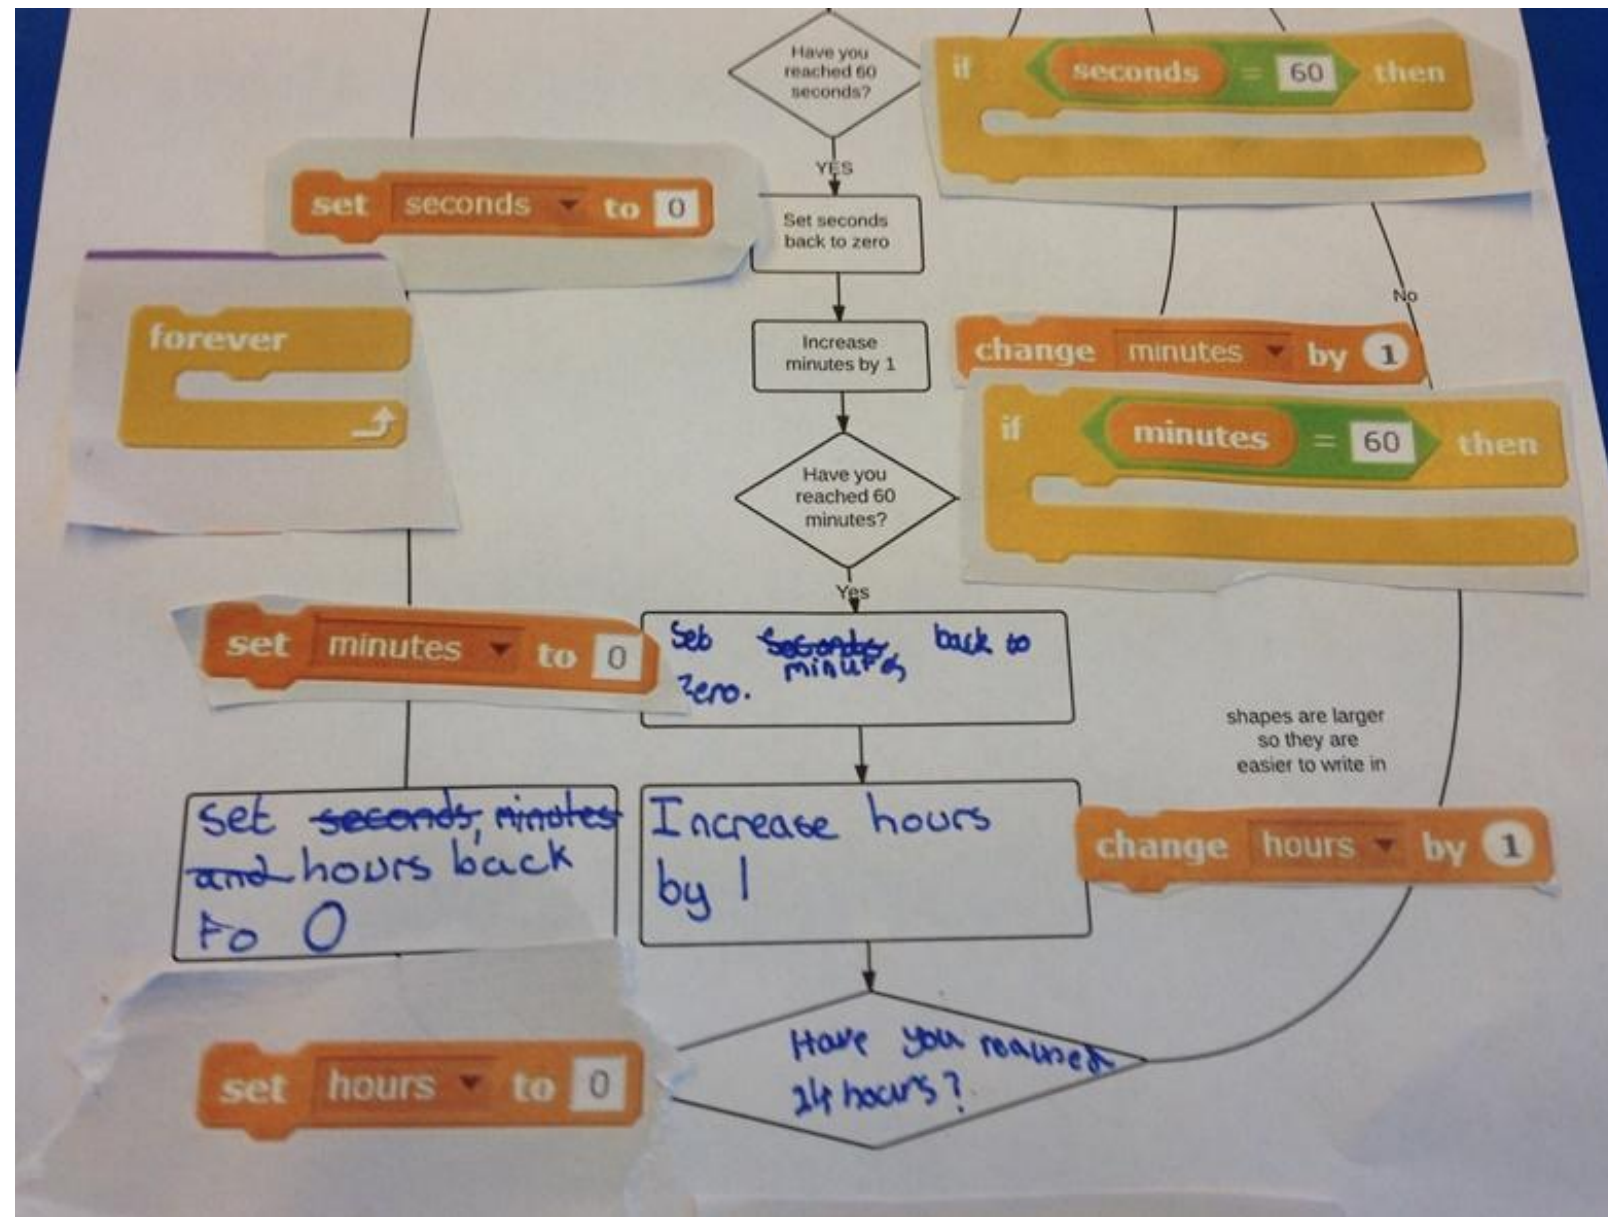 Have you
reached 60
seconds?
if seconds = 60 then
YES
set seconds to 0
Set seconds
back to zero
No
forever
Increase
minutes by 1
change minutes by 1
if minutes = 60 then
Have you
reached 60
minutes?
Yes
set minutes to 0
Set seconds back to
minutes
Zero.
shapes are larger
so they are
easier to write in
Set seconds, minutes
and hours back
to 0
Increase hours
by 1
change hours by 1
set hours to 0
Have you reached
24 hours?